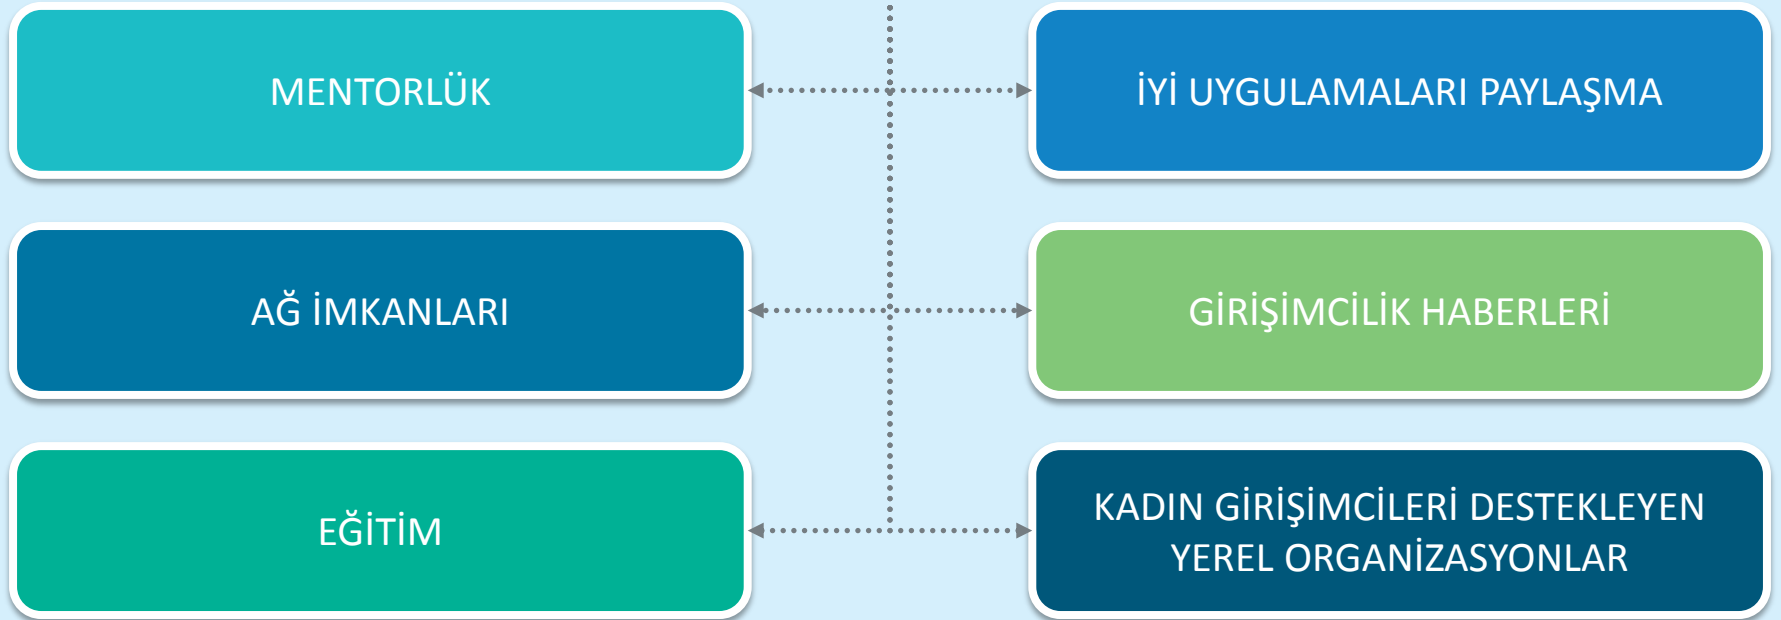 MENTORLÜK
İYİ UYGULAMALARI PAYLAŞMA
AĞ İMKANLARI
GİRİŞİMCİLİK HABERLERİ
EĞİTİM
KADIN GİRİŞİMCİLERİ DESTEKLEYEN
YEREL ORGANİZASYONLAR